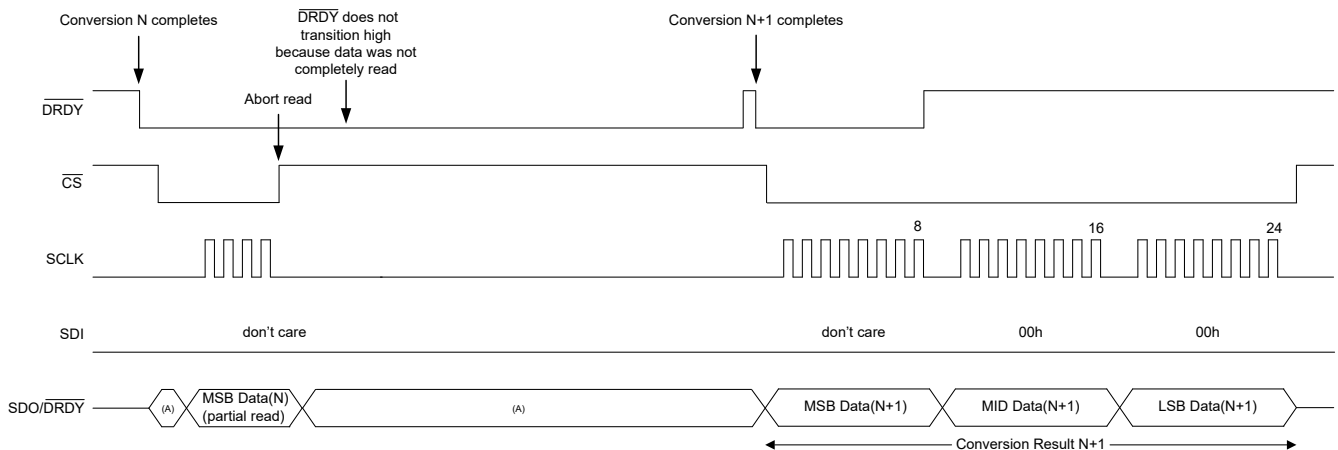 Conversion N completes
DRDY does not
transition high
because data was not
completely read
Conversion N+1 completes
Abort read
DRDY
CS
8
16
24
SCLK
SDI
don't care
don't care
00h
00h
SDO/DRDY
(A)
MSB Data(N)
(partial read)
(A)
MSB Data(N+1)
MID Data(N+1)
LSB Data(N+1)
Conversion Result N+1